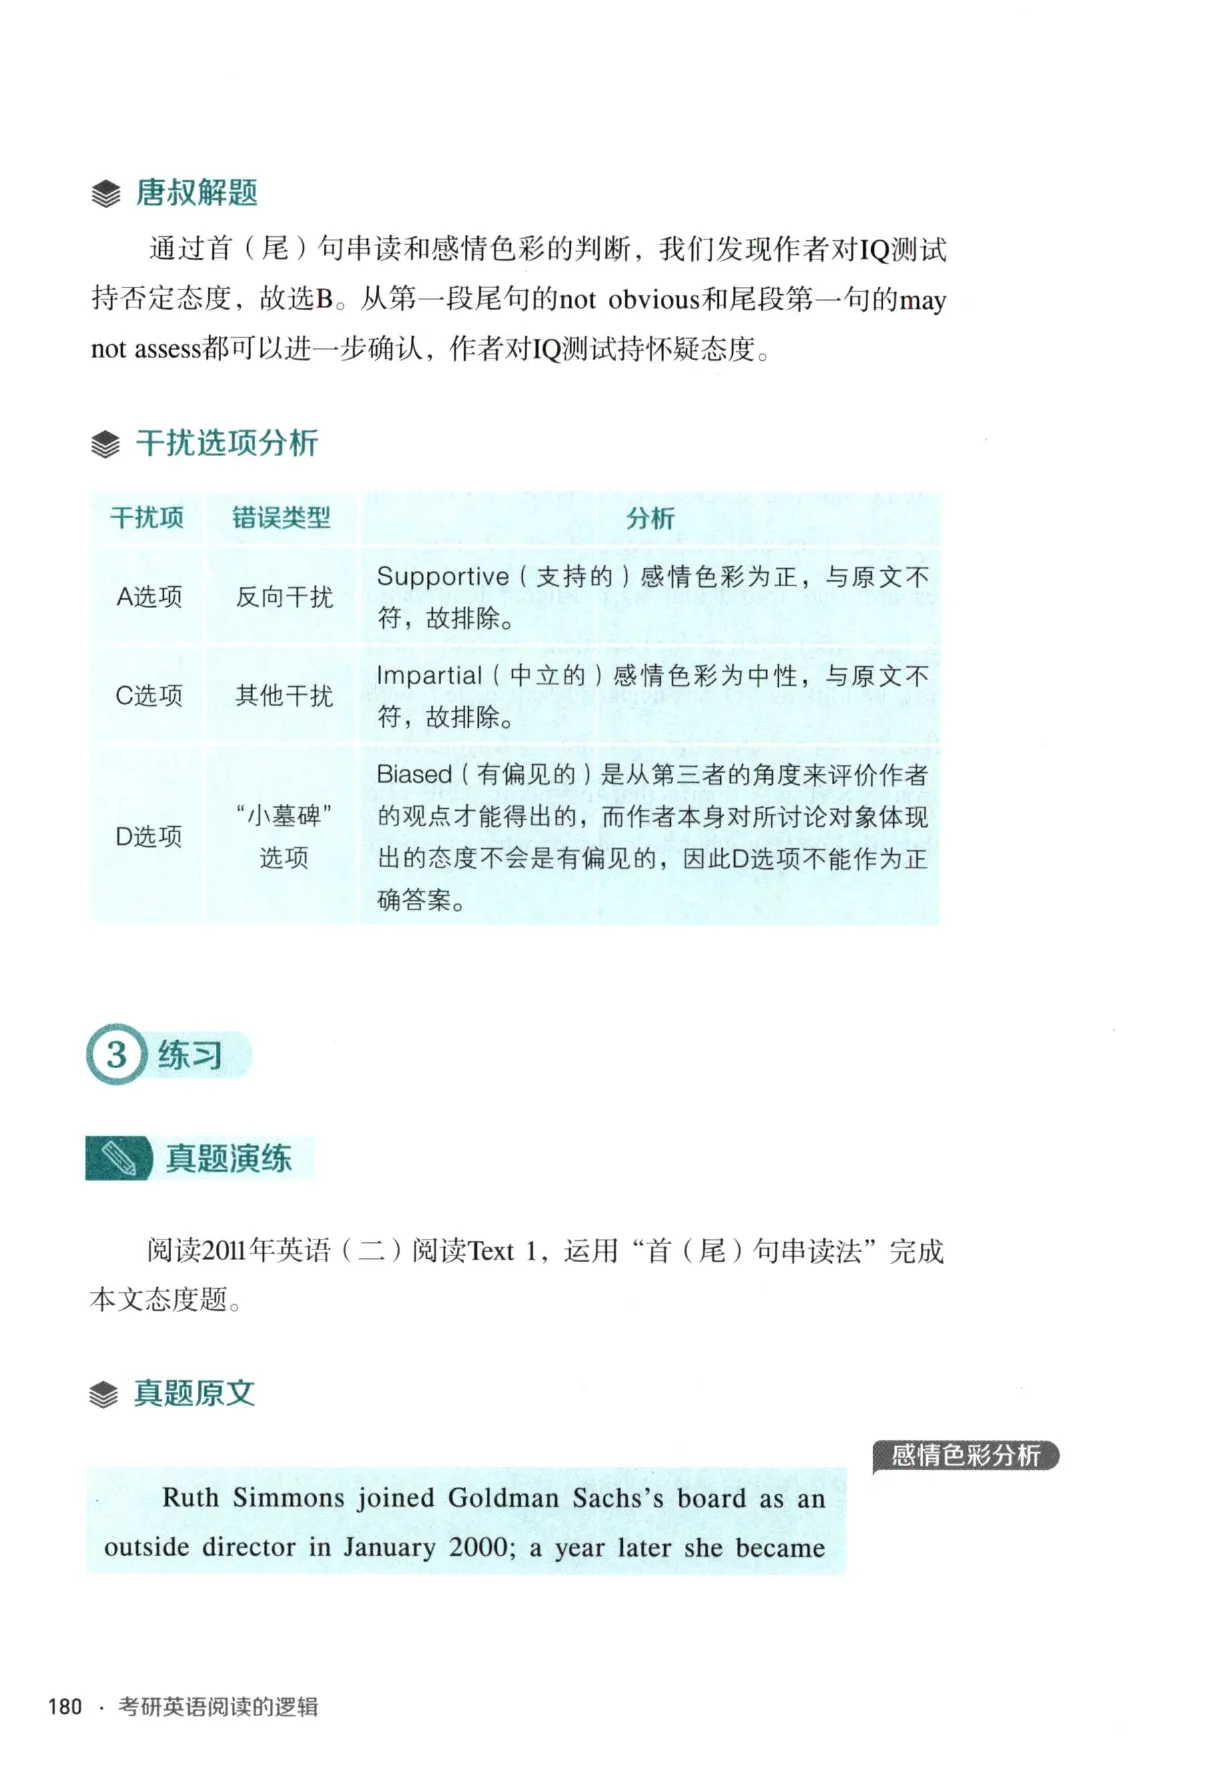 唐叔解题
通过首（尾）句串读和感情色彩的判断，我们发现作者对IQ测试
持否定态度，故选B。从第一段尾句的not obvious和尾段第一句的may
not assess都可以进一步确认，作者对IQ测试持怀疑态度。
干扰选项分析
干扰项 错误类型 分析
A选项 反向干扰 Supportive（支持的）感情色彩为正，与原文不
符，故排除。
C选项 其他干扰 Impartial（中立的）感情色彩为中性，与原文不
符，故排除。
D选项 “小墓碑”
选项
Biased（有偏见的）是从第三者的角度来评价作者
的观点才能得出的，而作者本身对所讨论对象体现
出的态度不会是有偏见的，因此D选项不能作为正
确答案。
3 练习
真题演练
阅读2011年英语（二）阅读Text 1，运用“首（尾）句串读法”完成
本文态度题。
真题原文
感情色彩分析
Ruth Simmons joined Goldman Sachs's board as an
outside director in January 2000; a year later she became
180 · 考研英语阅读的逻辑